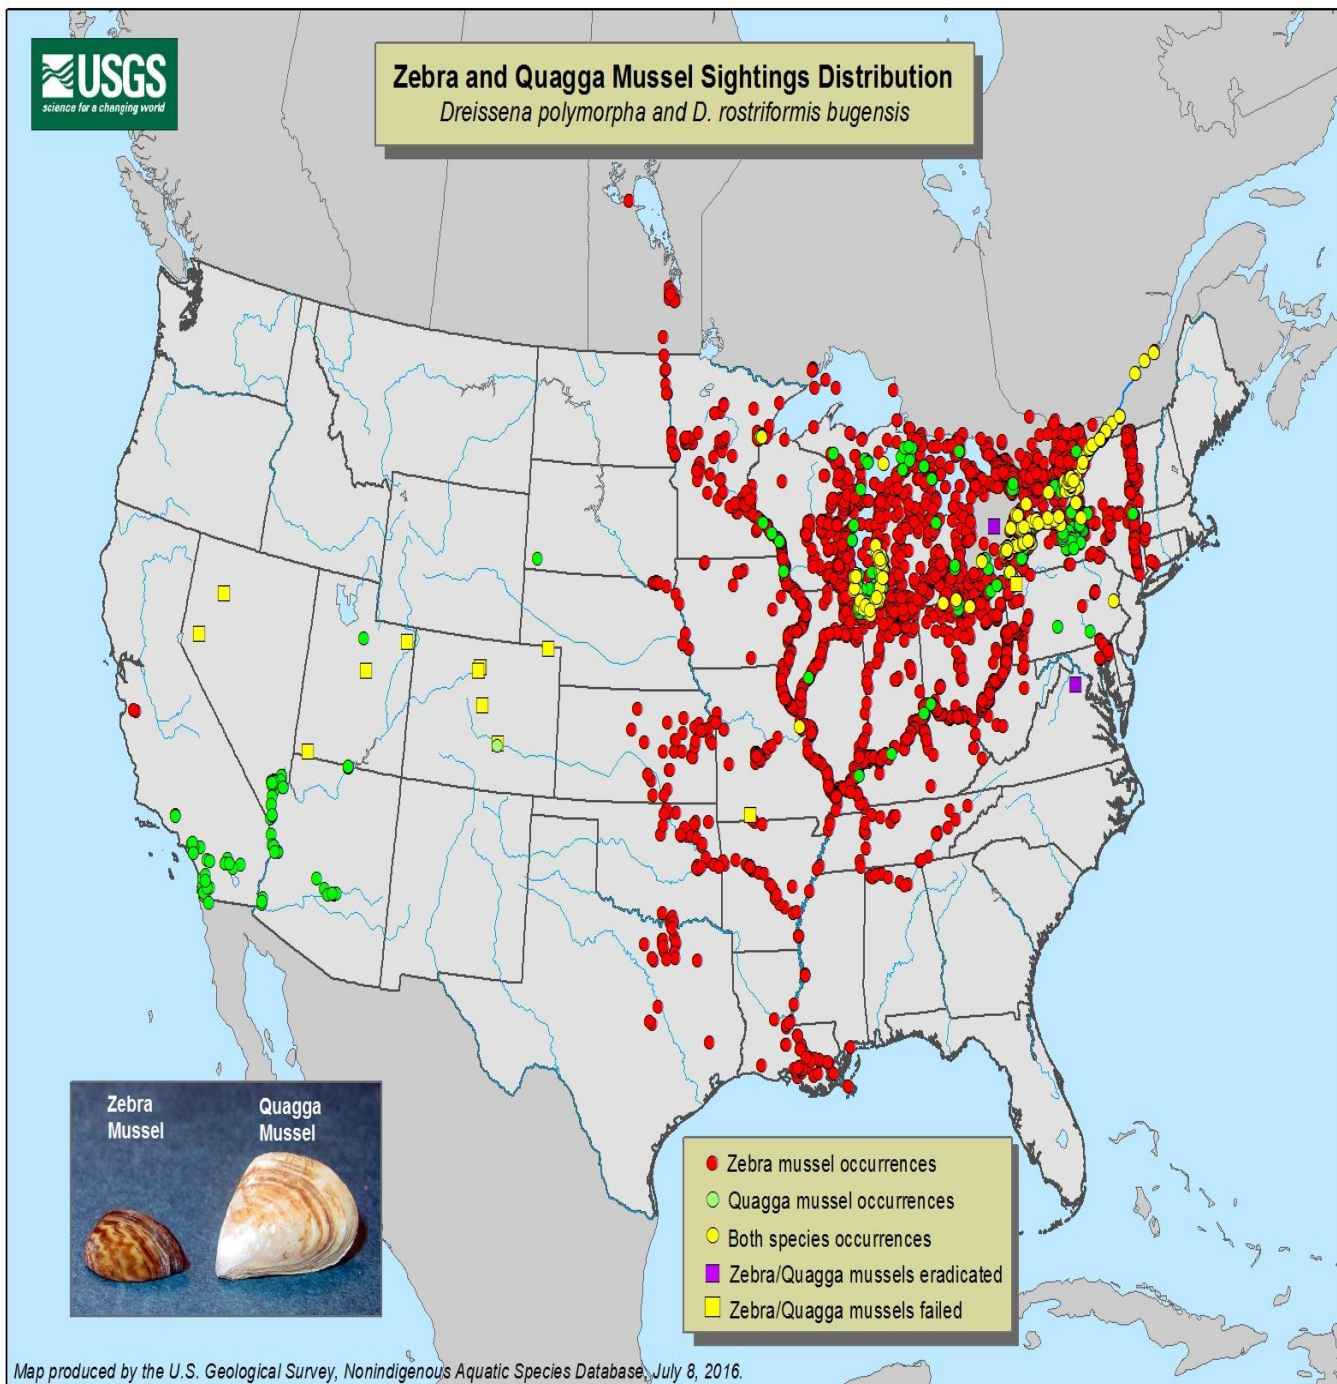 USGS
science for a changing world
Zebra and Quagga Mussel Sightings Distribution
Dreissena polymorpha and D. rostriformis bugensis
Zebra
Mussel
Quagga
Mussel
Zebra mussel occurrences
Quagga mussel occurrences
Both species occurrences
Zebra/Quagga mussels eradicated
Zebra/Quagga mussels failed
Map produced by the U.S. Geological Survey, Nonindigenous Aquatic Species Database, July 8, 2016.